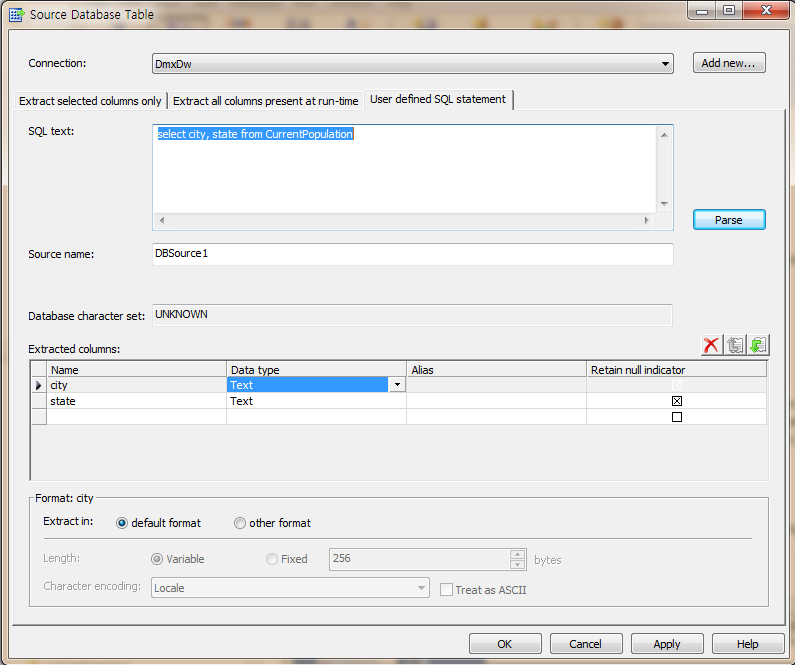 Source Database Table
Connection:
DmxDw
Add new...
Extract selected columns only
Extract all columns present at run-time
User defined SQL statement
SQL text:
select city, state from CurrentPopulation
Parse
Source name:
DBSource1
Database character set:
UNKNOWN
Extracted columns:
Name Data type Alias Retain null indicator
city Text
state Text
Format: city
Extract in: default format other format
Length: Variable Fixed 256 bytes
Character encoding: Locale Treat as ASCII
OK Cancel Apply Help